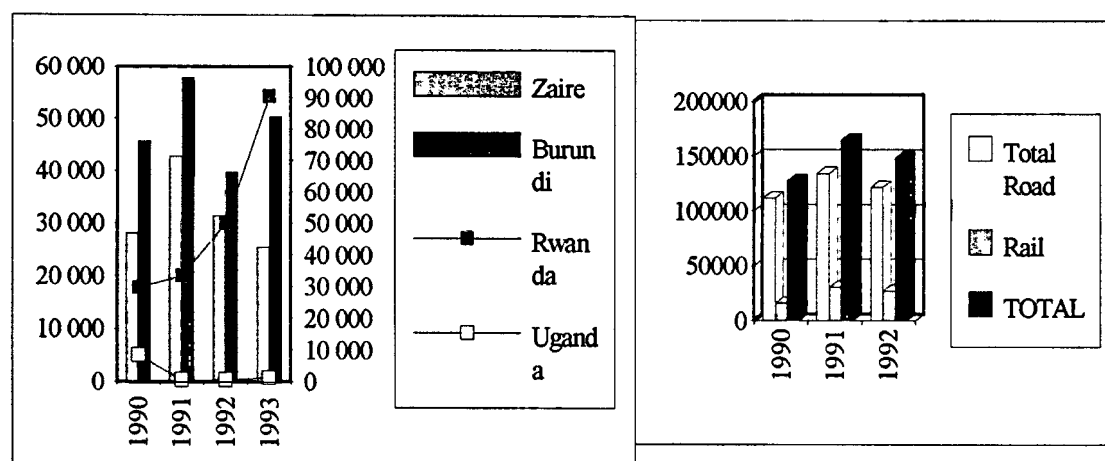 60 000
50 000
40 000
30 000
20 000
10 000
0
100 000
90 000
80 000
70 000
60 000
50 000
40 000
30 000
20 000
10 000
0
1990
1991
1992
1993
Zaire
Burun
di
Rwan
da
Ugand
a
200000
150000
100000
50000
0
1990
1991
1992
Total
Road
Rail
TOTAL